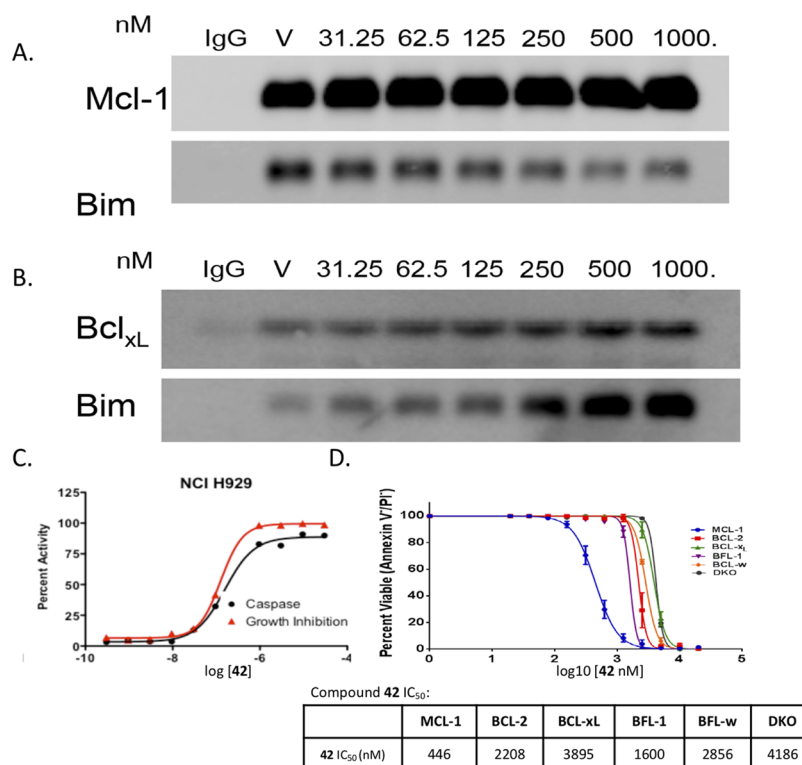 nM
A.
IgG V 31.25 62.5 125 250 500 1000.
Mcl-1
Bim
nM
B.
IgG V 31.25 62.5 125 250 500 1000.
Bcl_xL
Bim
C.
D.
NCI H929
Percent Activity
125
100
75
50
25
0
Caspase
Growth Inhibition
-10 -8 -6 -4
log [42]
Percent Viable (Annexin V⁻/PI⁻)
100
80
60
40
20
0
MCL-1
BCL-2
BCL-x_L
BFL-1
BCL-w
DKO
0 1 2 3 4 5
log10 [42 nM]
Compound 42 IC₅₀:
MCL-1 BCL-2 BCL-xL BFL-1 BFL-w DKO
42 IC₅₀ (nM) 446 2208 3895 1600 2856 4186